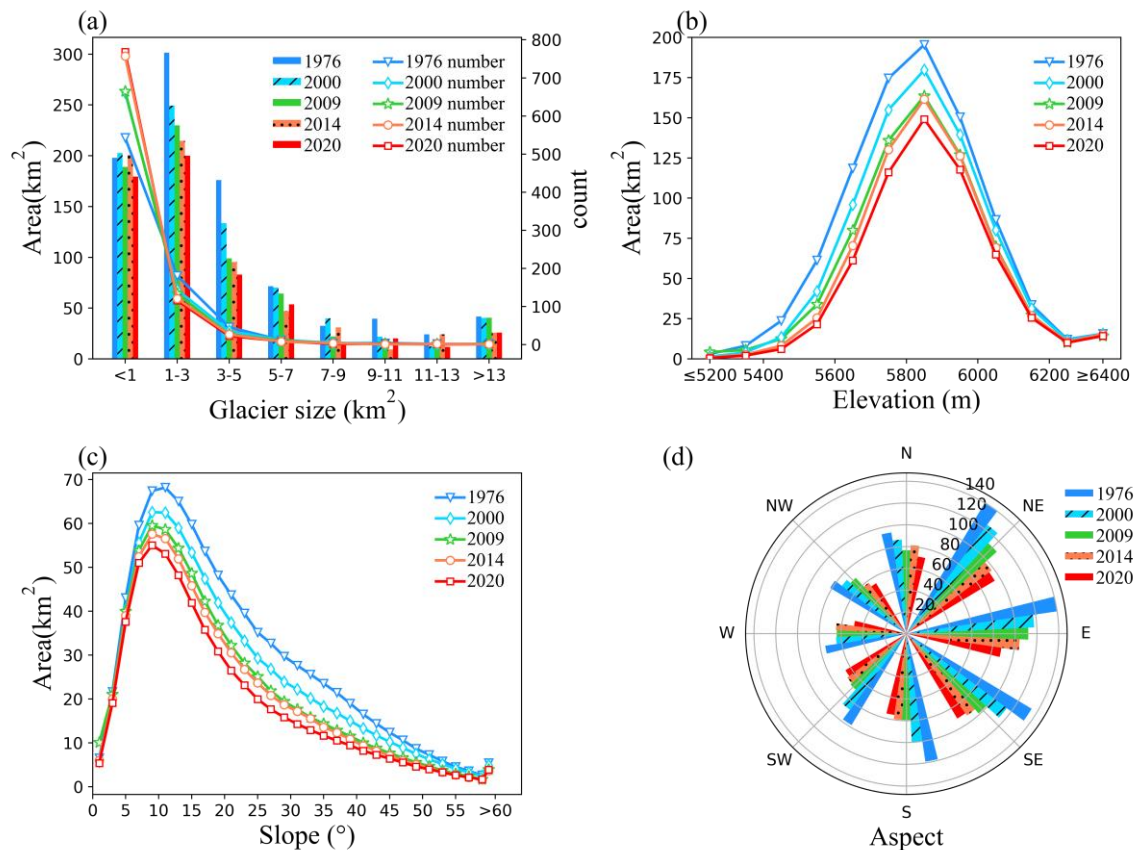 (a)
300
250
200
150
100
50
0
Area(km²)
1976
2000
2009
2014
2020
1976 number
2000 number
2009 number
2014 number
2020 number
800
700
600
500
400
300
200
100
0
count
<1 1-3 3-5 5-7 7-9 9-11 11-13 >13
Glacier size (km²)
(b)
200
175
150
125
100
75
50
25
0
Area(km²)
1976
2000
2009
2014
2020
≤5200 5400 5600 5800 6000 6200 ≥6400
Elevation (m)
(c)
70
60
50
40
30
20
10
0
Area(km²)
1976
2000
2009
2014
2020
0 5 10 15 20 25 30 35 40 45 50 55 >60
Slope (°)
(d)
N
NE
E
SE
S
SW
W
NW
140
120
100
80
60
40
20
1976
2000
2009
2014
2020
Aspect